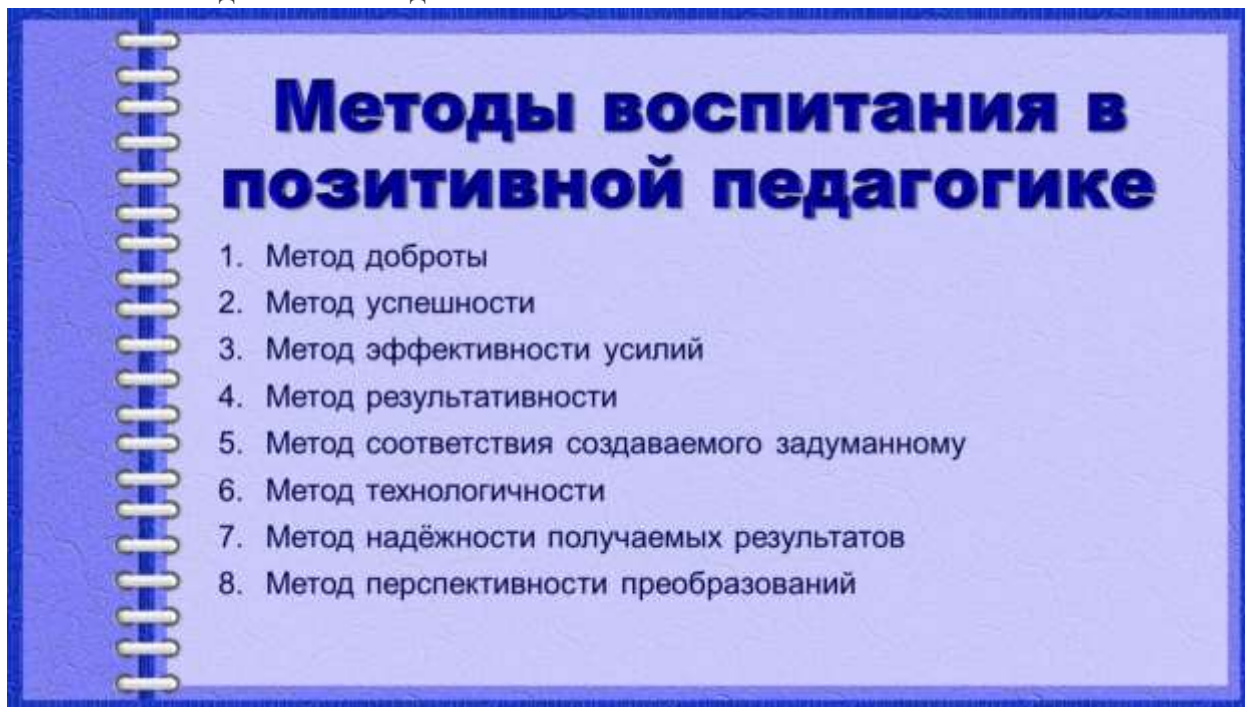 Методы воспитания в
позитивной педагогике
1. Метод доброты
2. Метод успешности
3. Метод эффективности усилий
4. Метод результативности
5. Метод соответствия создаваемого задуманному
6. Метод технологичности
7. Метод надёжности получаемых результатов
8. Метод перспективности преобразований